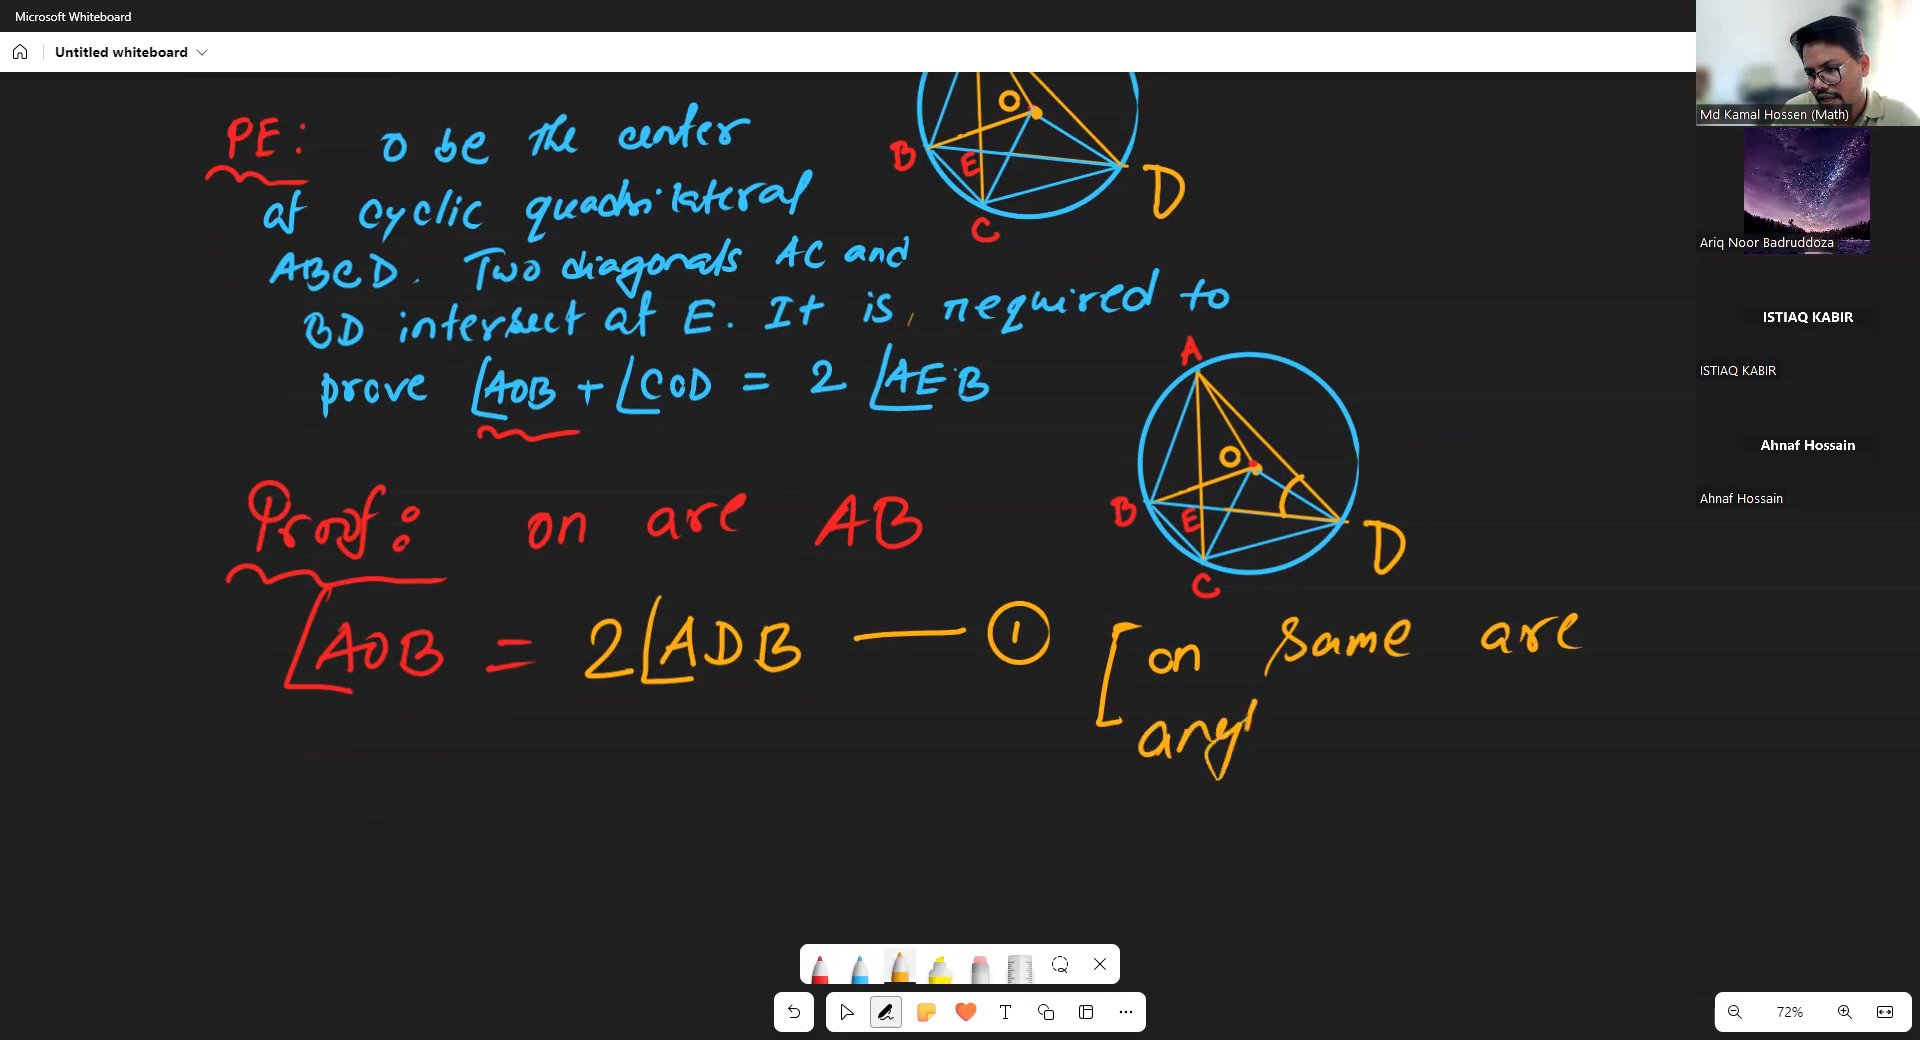 Microsoft Whiteboard
Untitled whiteboard
PE: O be the center
of cyclic quadrilateral
ABCD. Two diagonals AC and
BD intersect at E. It is required to
prove ∠AOB + ∠COD = 2 ∠AEB
O
B
E
C
D
A
O
B
E
C
D
Proof: on arc AB
∠AOB = 2∠ADB — ①
[on same arc
angl
Md Kamal Hossen (Math)
Ariq Noor Badruddoza
ISTIAQ KABIR
ISTIAQ KABIR
Ahnaf Hossain
Ahnaf Hossain
T
72%